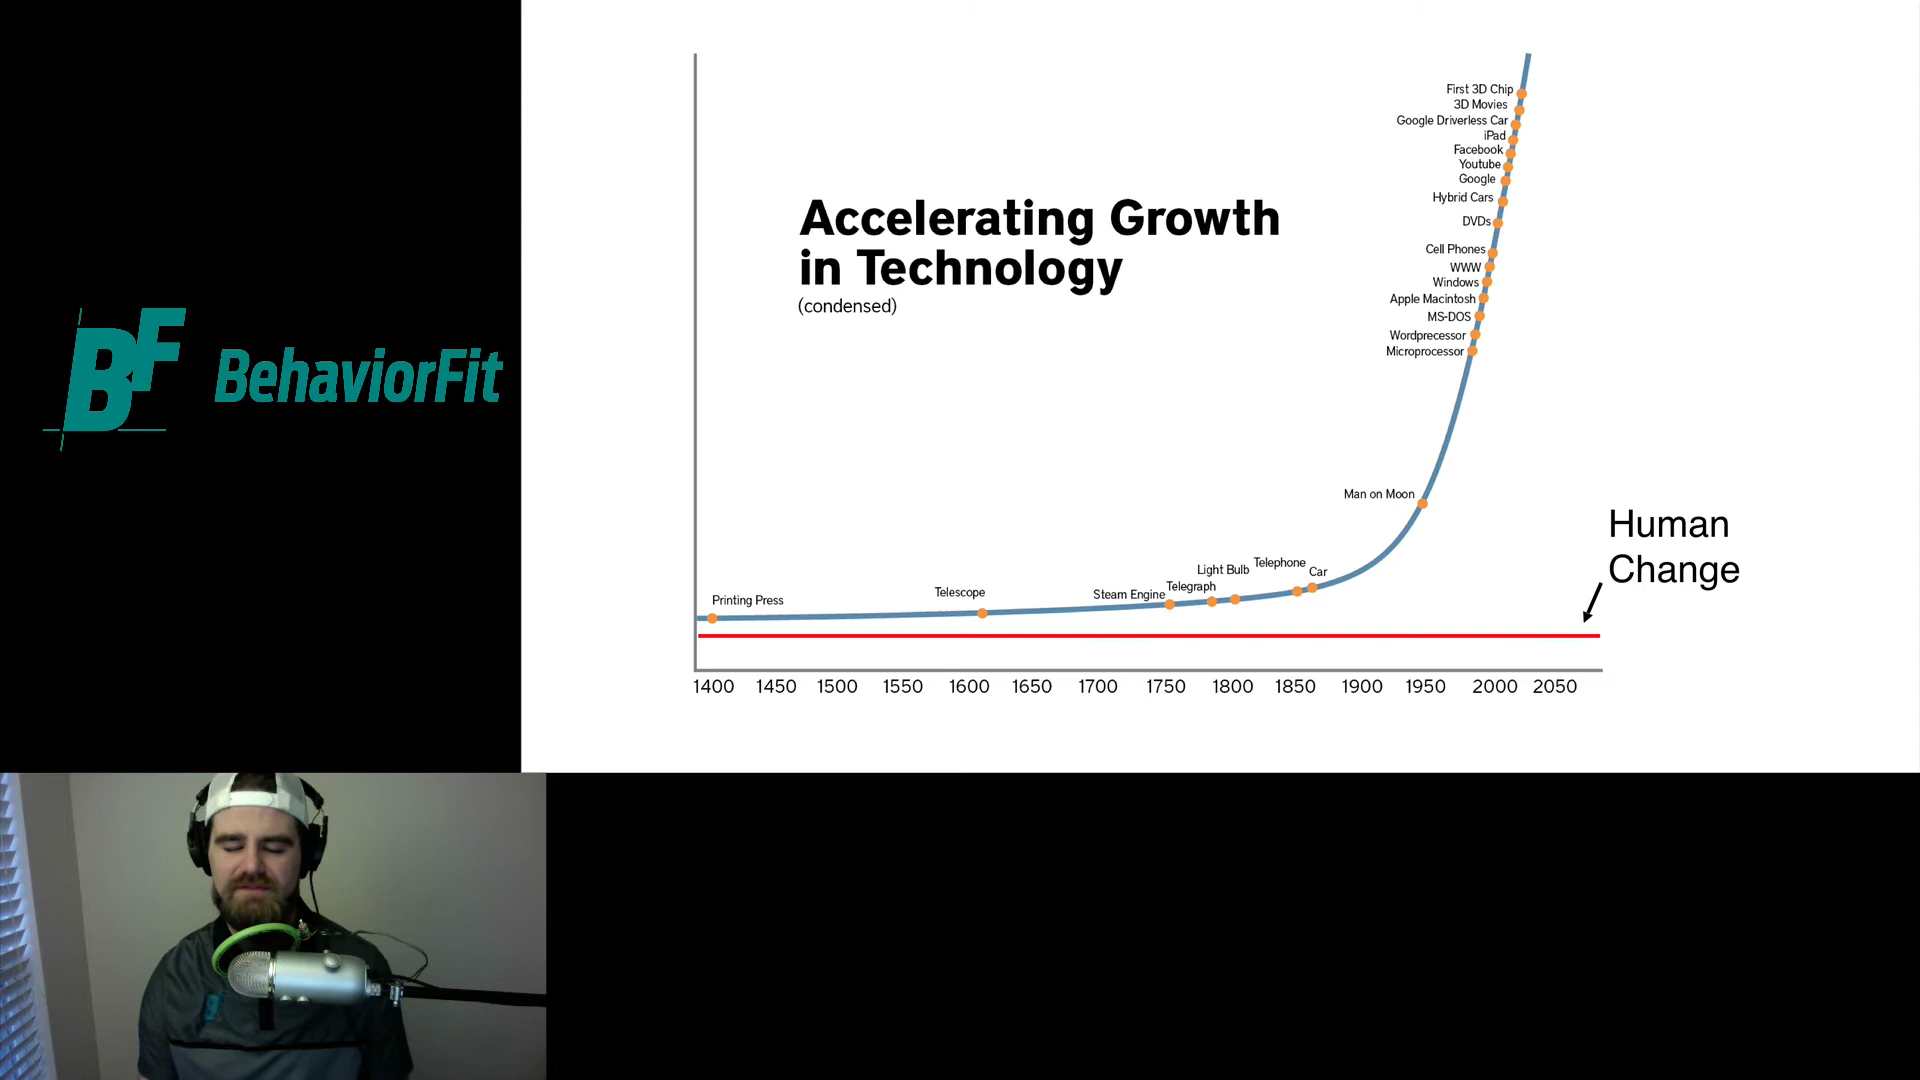 BF BehaviorFit
Accelerating Growth
in Technology
(condensed)
First 3D Chip
3D Movies
Google Driverless Car
iPad
Facebook
Youtube
Google
Hybrid Cars
DVDs
Cell Phones
WWW
Windows
Apple Macintosh
MS-DOS
Wordprecessor
Microprocessor
Man on Moon
Human
Change
Printing Press
Telescope
Steam Engine
Telegraph
Light Bulb
Telephone
Car
1400 1450 1500 1550 1600 1650 1700 1750 1800 1850 1900 1950 2000 2050